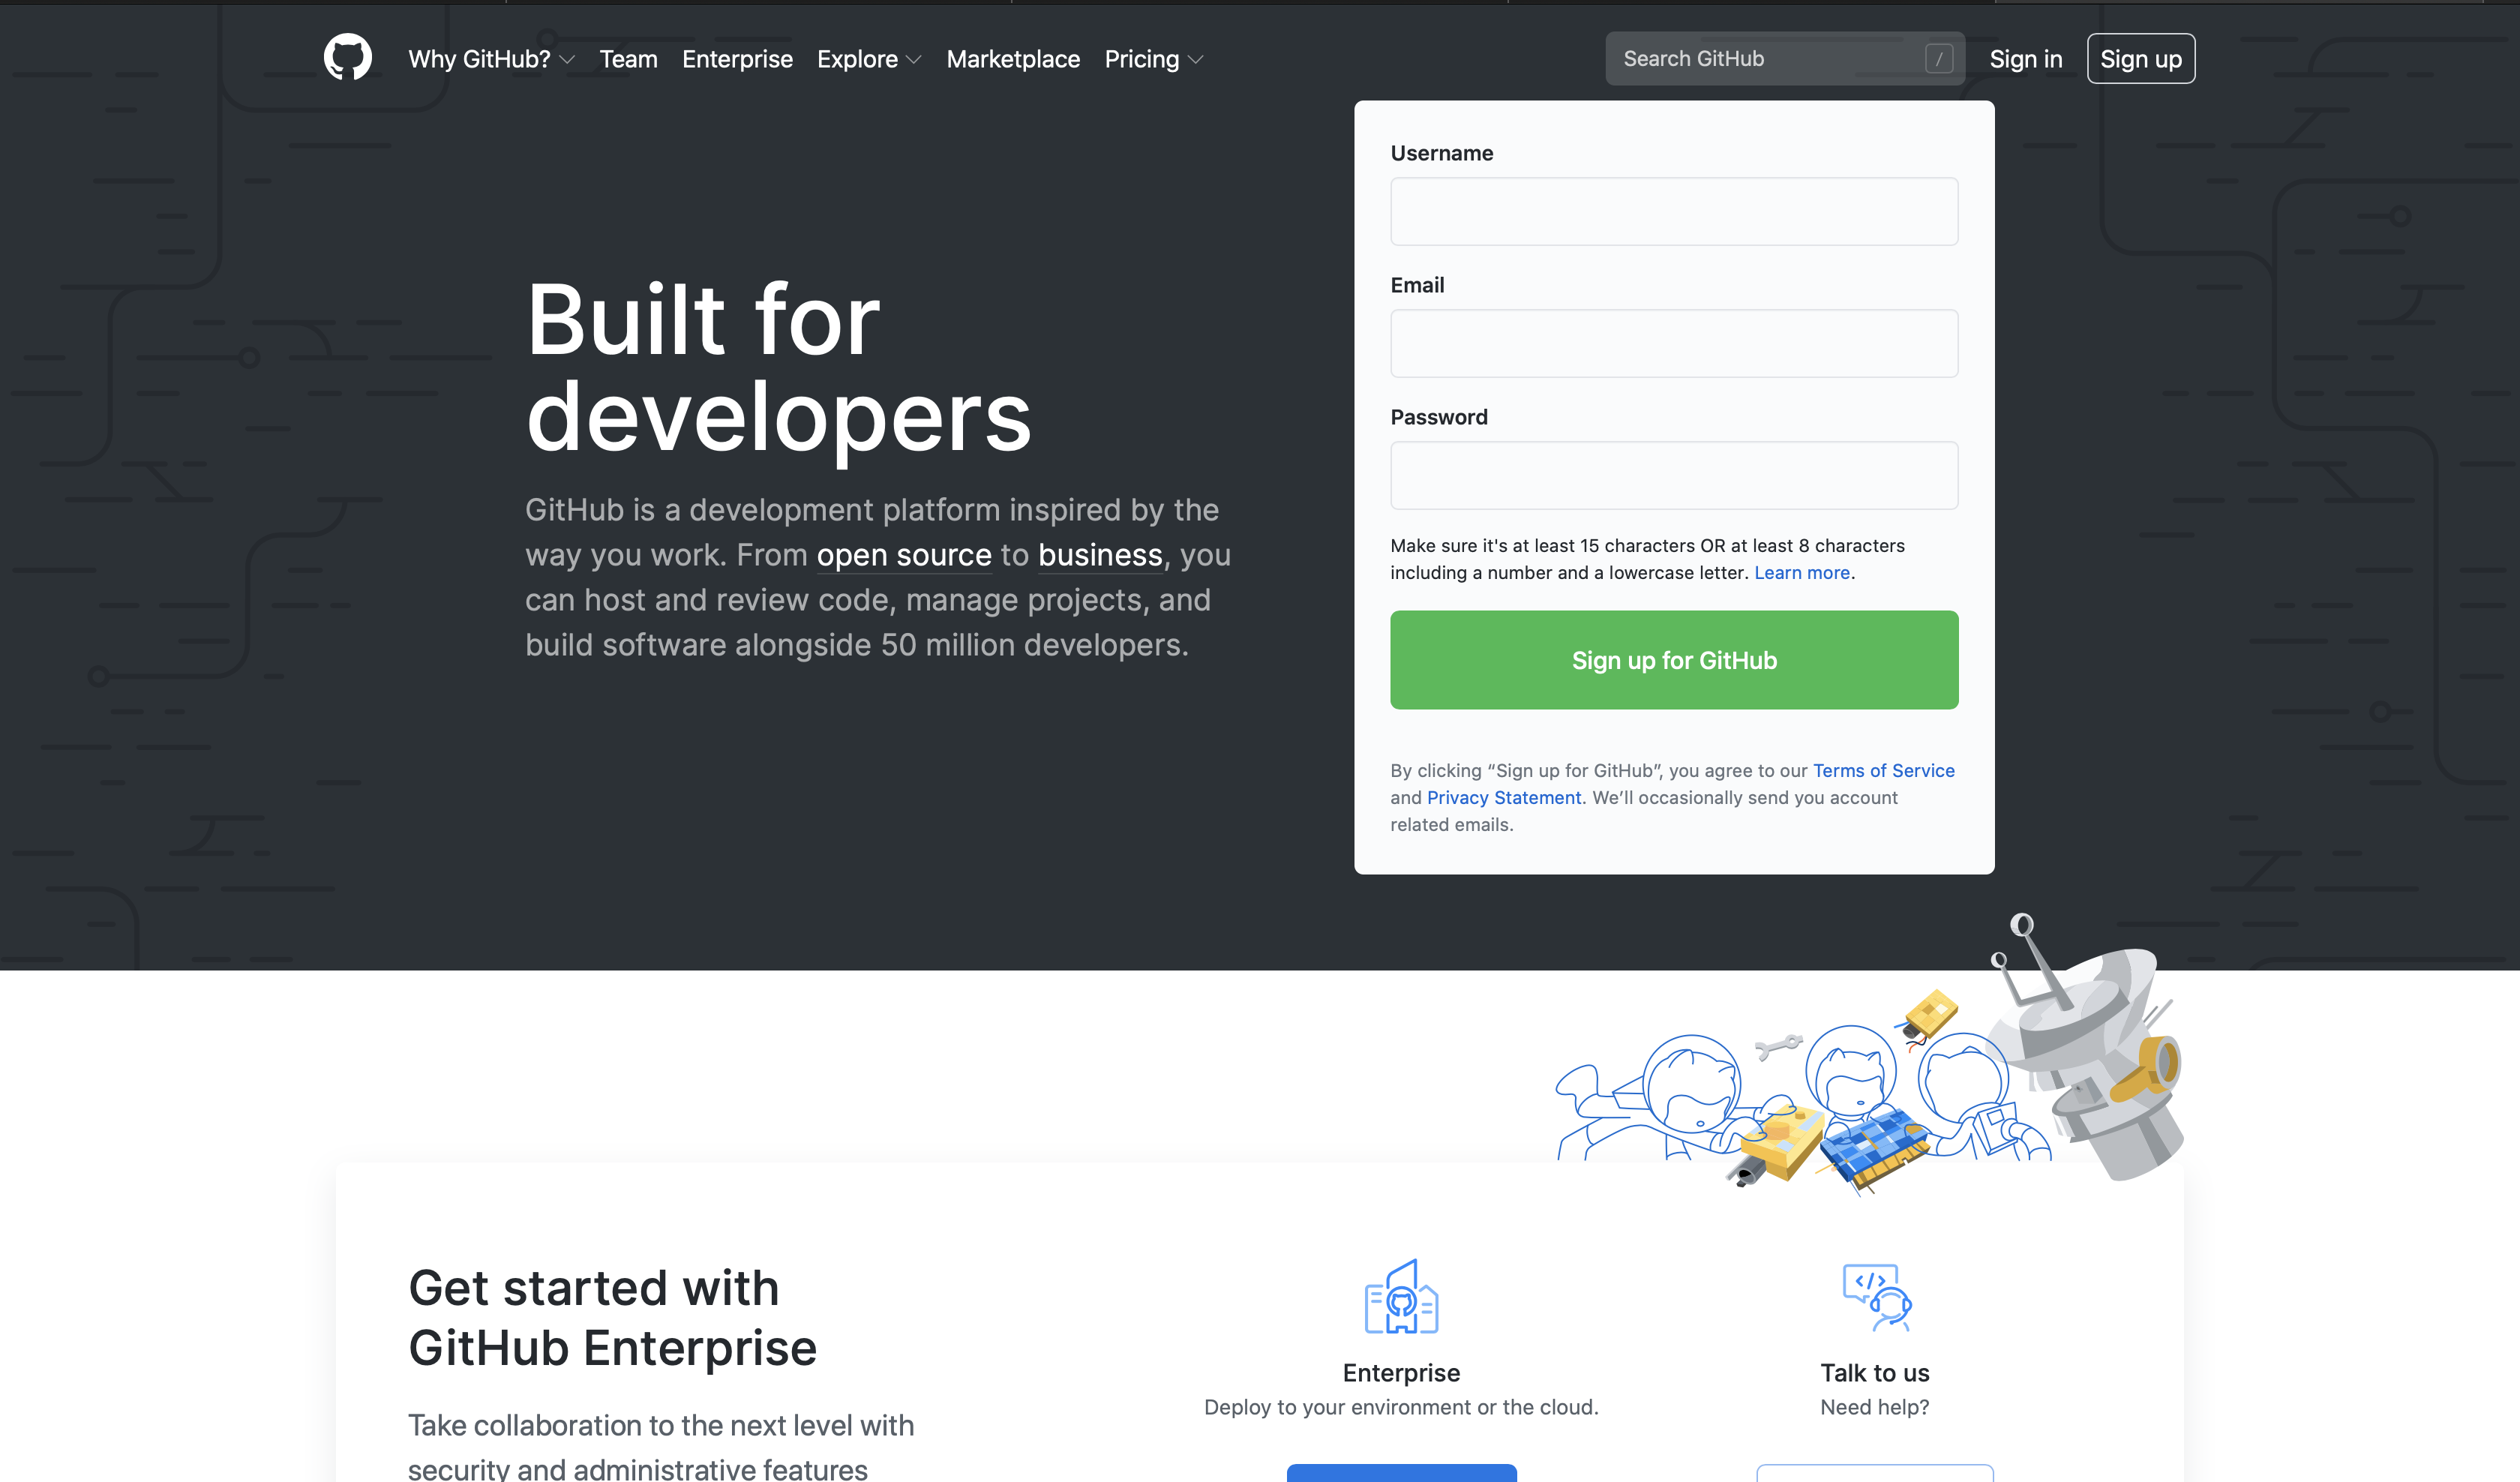 Why GitHub? Team Enterprise Explore Marketplace Pricing
Search GitHub /
Sign in
Sign up
Built for
developers
GitHub is a development platform inspired by the
way you work. From open source to business, you
can host and review code, manage projects, and
build software alongside 50 million developers.
Username
Email
Password
Make sure it's at least 15 characters OR at least 8 characters
including a number and a lowercase letter. Learn more.
Sign up for GitHub
By clicking “Sign up for GitHub”, you agree to our Terms of Service
and Privacy Statement. We’ll occasionally send you account
related emails.
Get started with
GitHub Enterprise
Take collaboration to the next level with
security and administrative features
</>
Enterprise
Deploy to your environment or the cloud.
Talk to us
Need help?